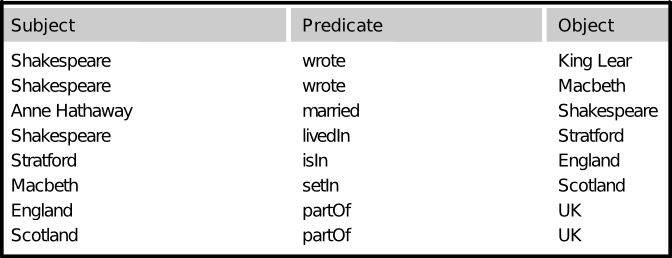 Subject Predicate Object
Shakespeare wrote King Lear
Shakespeare wrote Macbeth
Anne Hathaway married Shakespeare
Shakespeare livedIn Stratford
Stratford isIn England
Macbeth setIn Scotland
England partOf UK
Scotland partOf UK